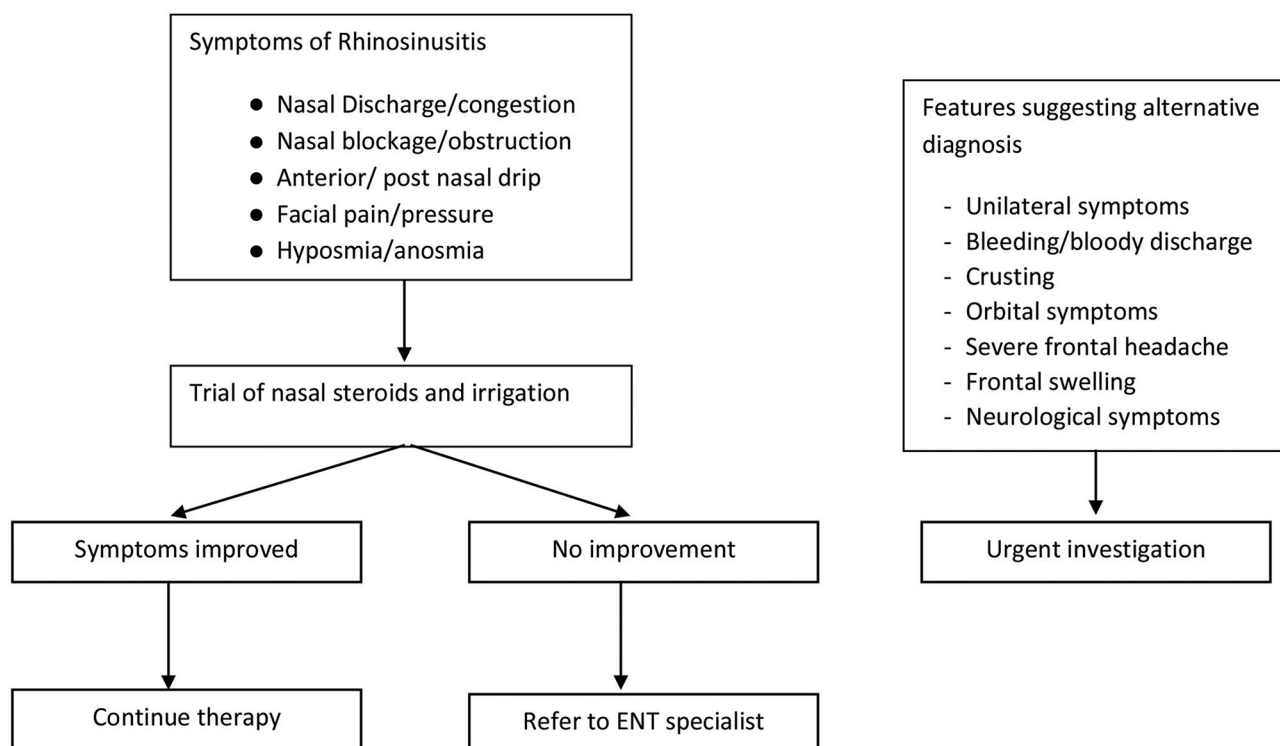 Symptoms of Rhinosinusitis
● Nasal Discharge/congestion
● Nasal blockage/obstruction
● Anterior/ post nasal drip
● Facial pain/pressure
● Hyposmia/anosmia
Trial of nasal steroids and irrigation
Symptoms improved
No improvement
Continue therapy
Refer to ENT specialist
Features suggesting alternative
diagnosis
- Unilateral symptoms
- Bleeding/bloody discharge
- Crusting
- Orbital symptoms
- Severe frontal headache
- Frontal swelling
- Neurological symptoms
Urgent investigation